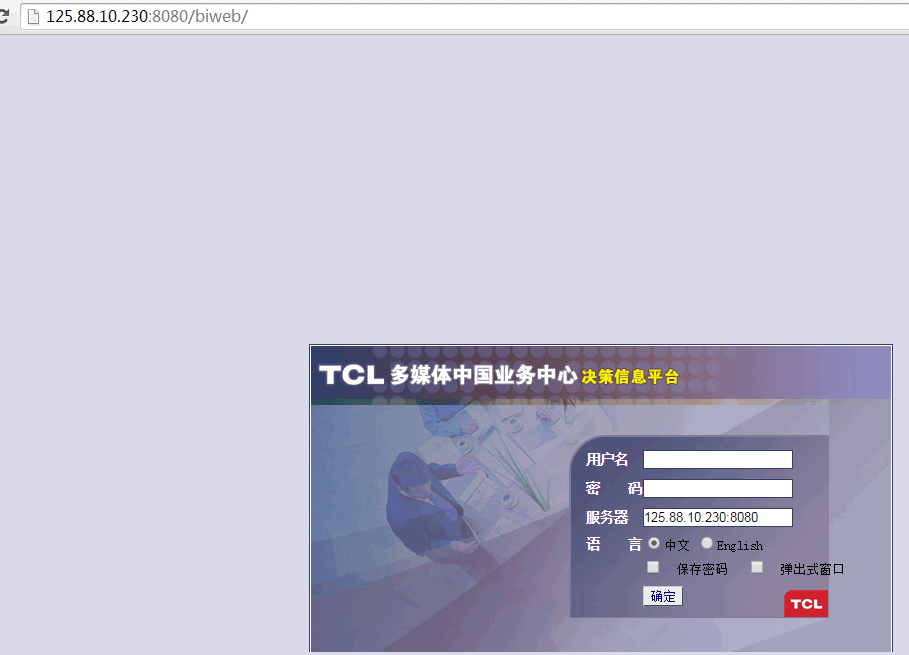 125.88.10.230:8080/biweb/
TCL 多媒体中国业务中心 决策信息平台
用户名
密 码
服务器 125.88.10.230:8080
语 言 中文 English
保存密码 弹出式窗口
确定
TCL